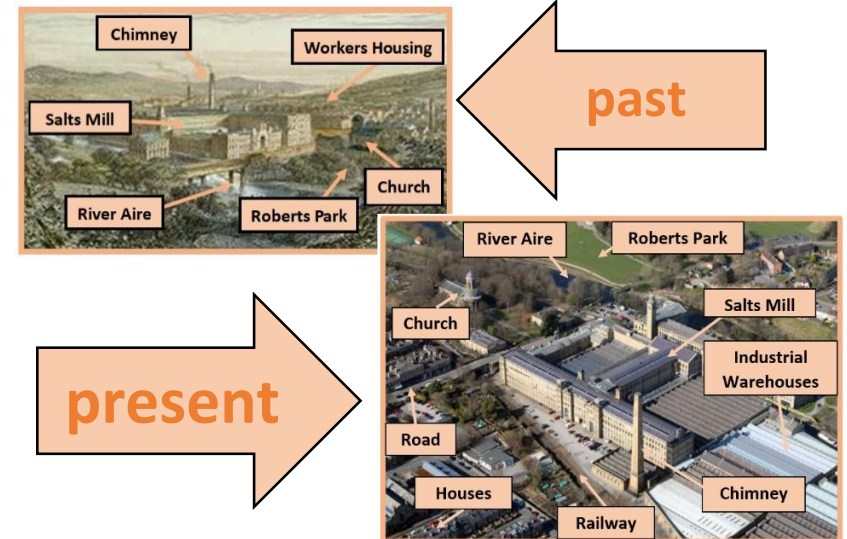 Chimney
Workers Housing
Salts Mill
Church
River Aire
Roberts Park
past
River Aire
Roberts Park
Salts Mill
Church
Industrial
Warehouses
present
Road
Houses
Chimney
Railway